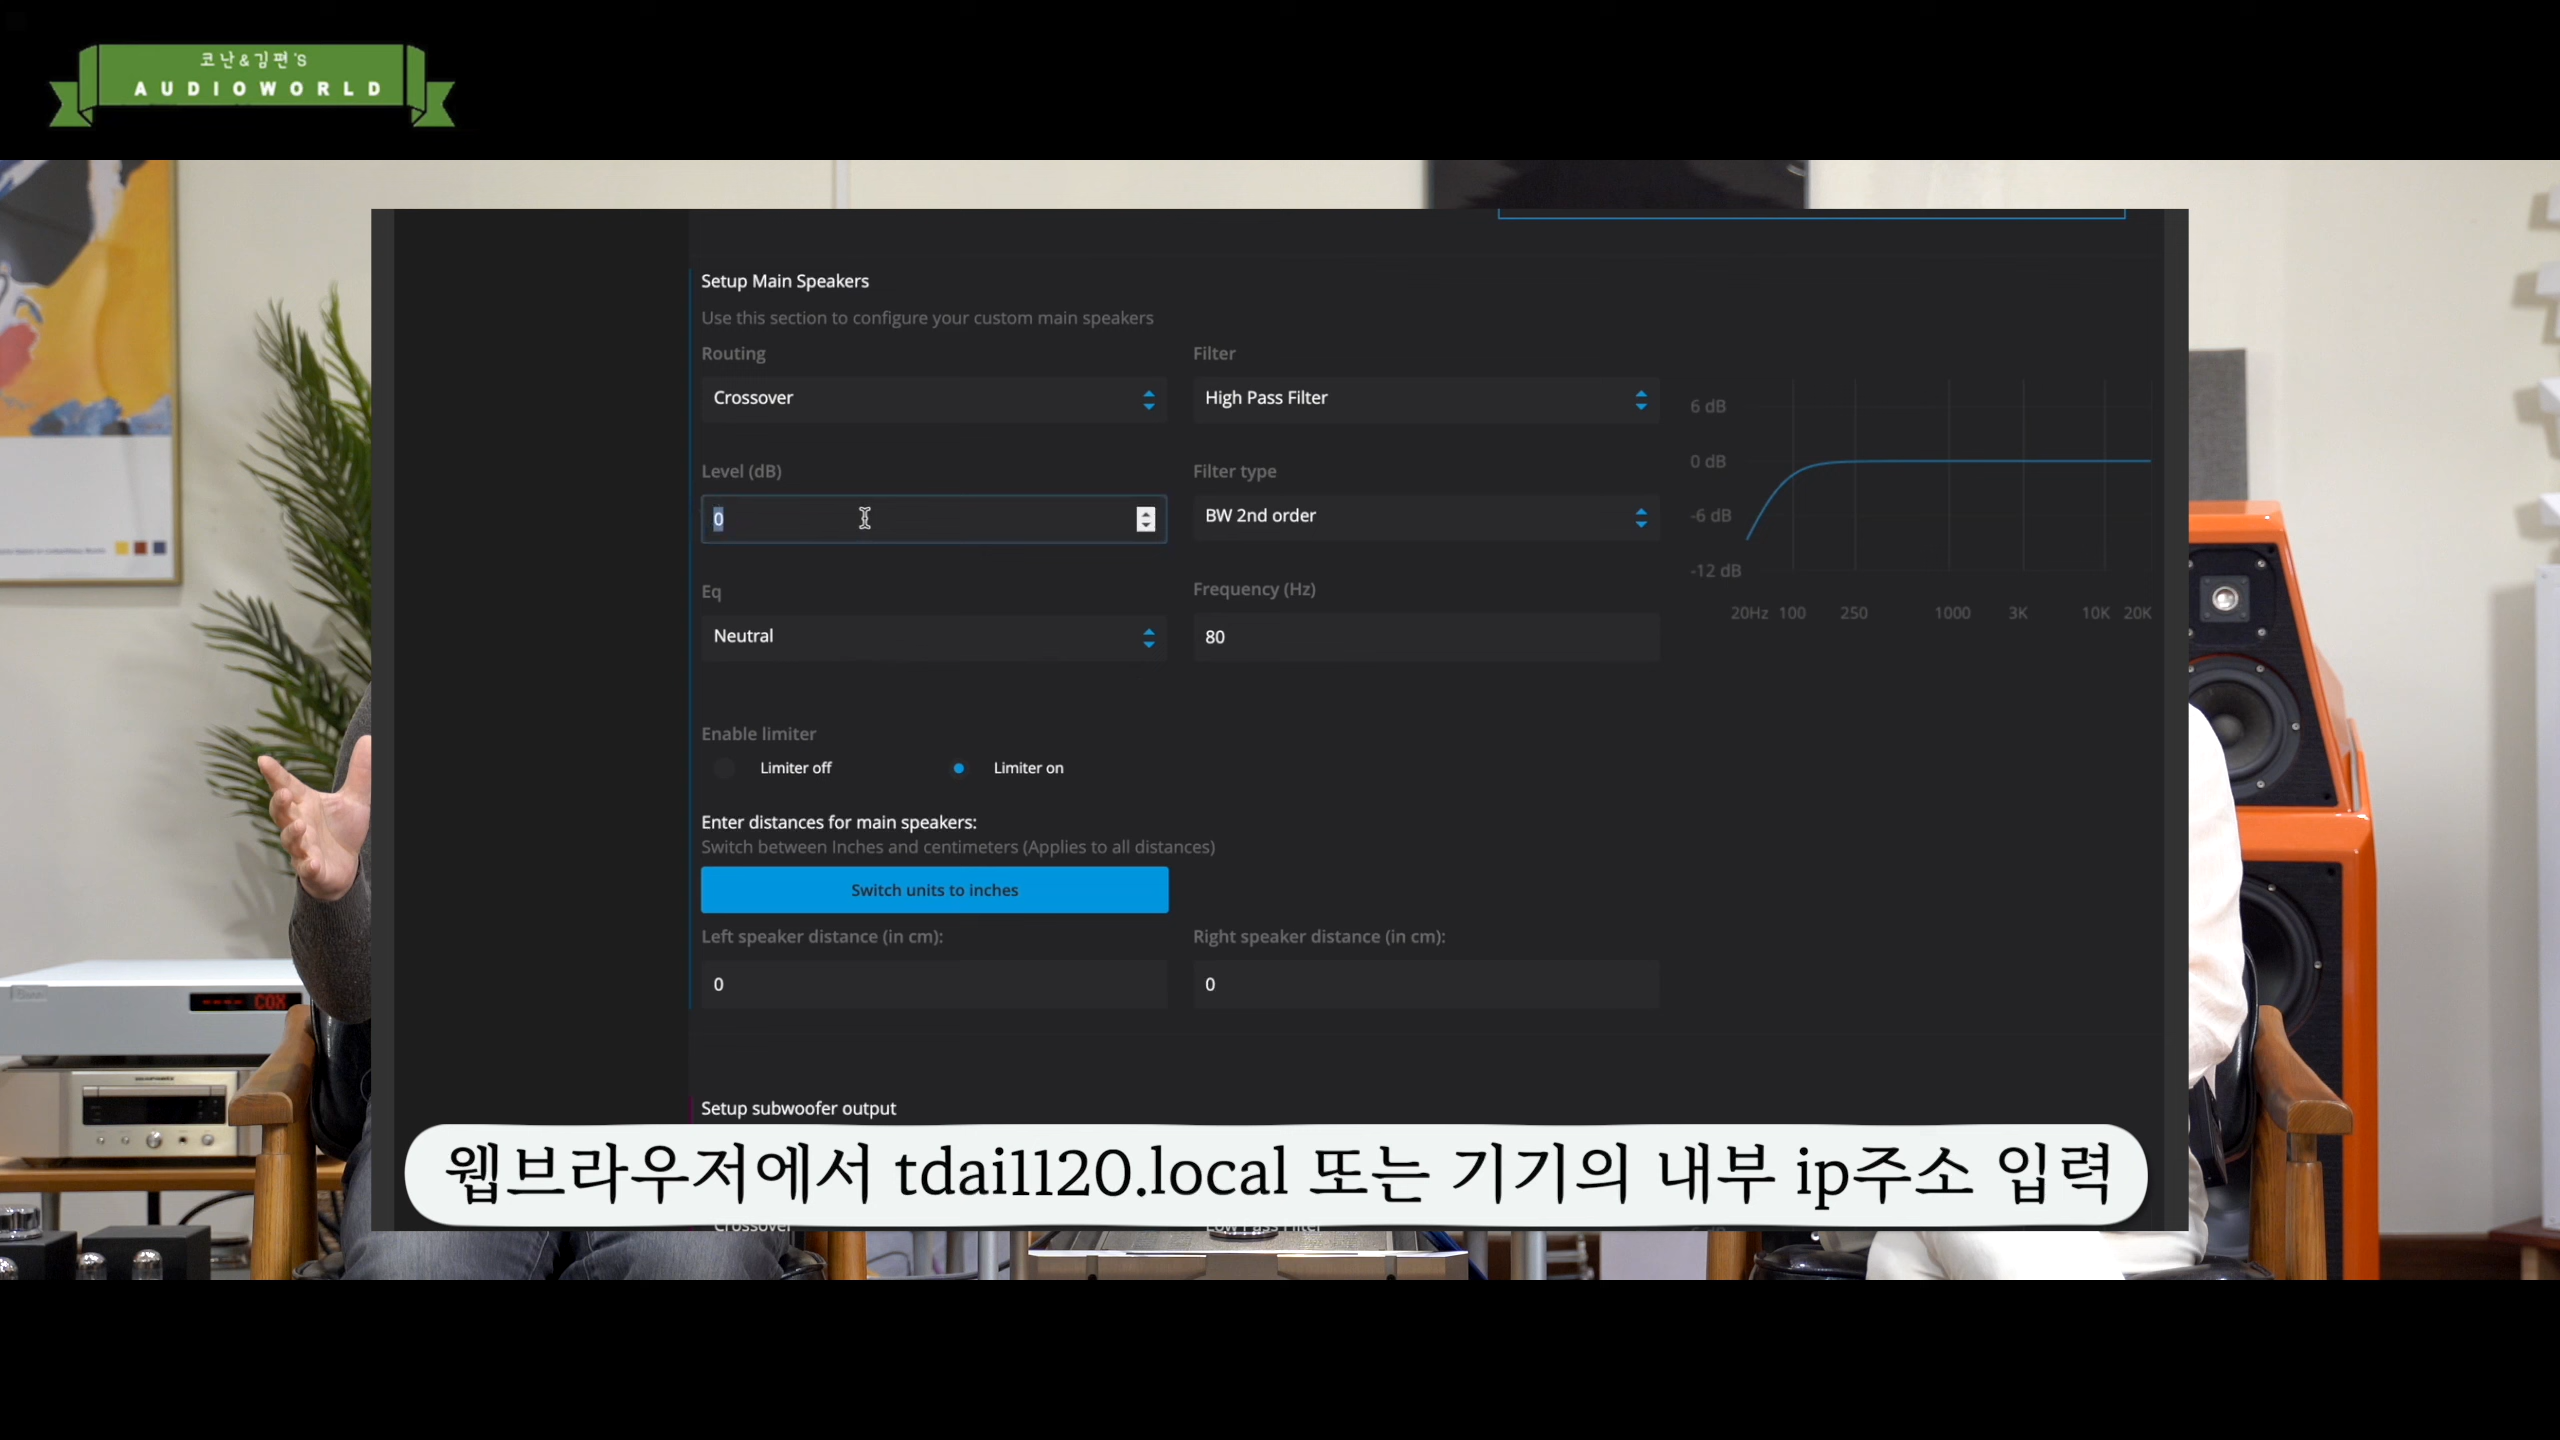 코난&김편'S
AUDIOWORLD
Setup Main Speakers
Use this section to configure your custom main speakers
Routing
Filter
Crossover
High Pass Filter
Level (dB)
Filter type
0
BW 2nd order
Eq
Frequency (Hz)
Neutral
80
6 dB
0 dB
-6 dB
-12 dB
20Hz 100 250 1000 3K 10K 20K
Enable limiter
Limiter off
Limiter on
Enter distances for main speakers:
Switch between Inches and centimeters (Applies to all distances)
Switch units to inches
Left speaker distance (in cm):
Right speaker distance (in cm):
0
0
Setup subwoofer output
웹브라우저에서 tdai1120.local 또는 기기의 내부 ip주소 입력
Crossover
Low Pass Filter